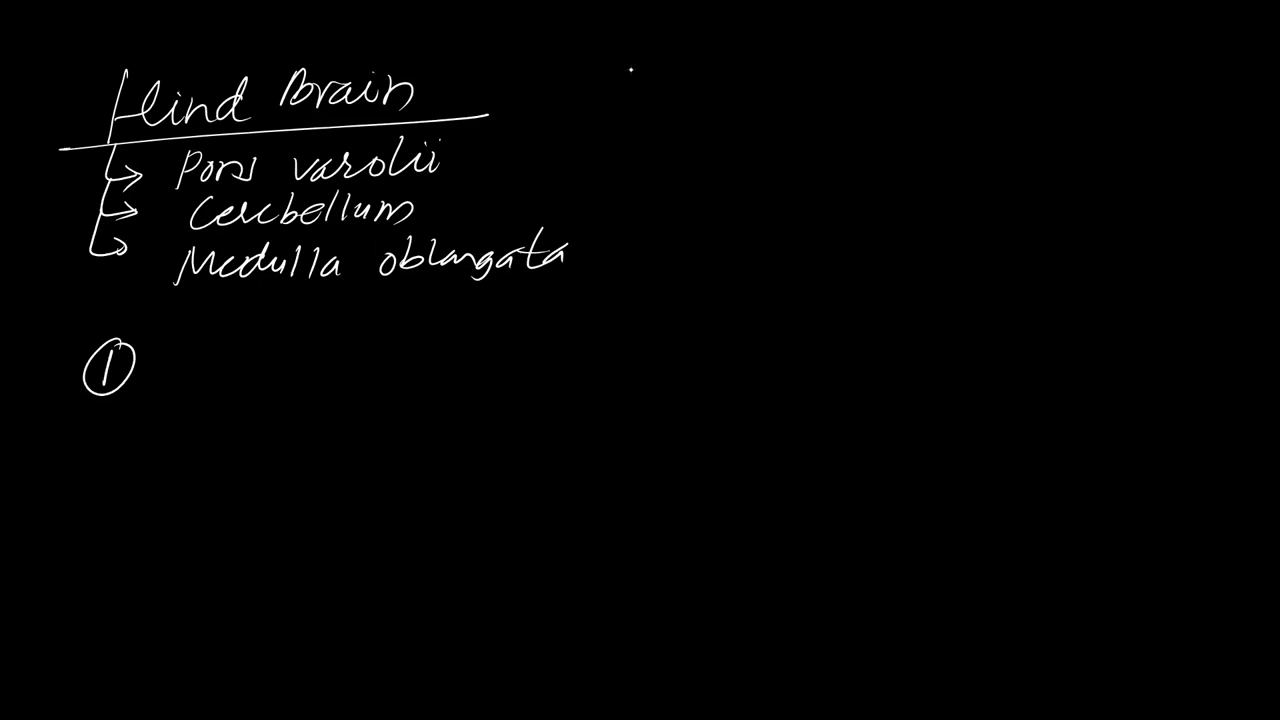 Hind Brain
Pons varolii
Cerebellum
Medulla oblangata
1